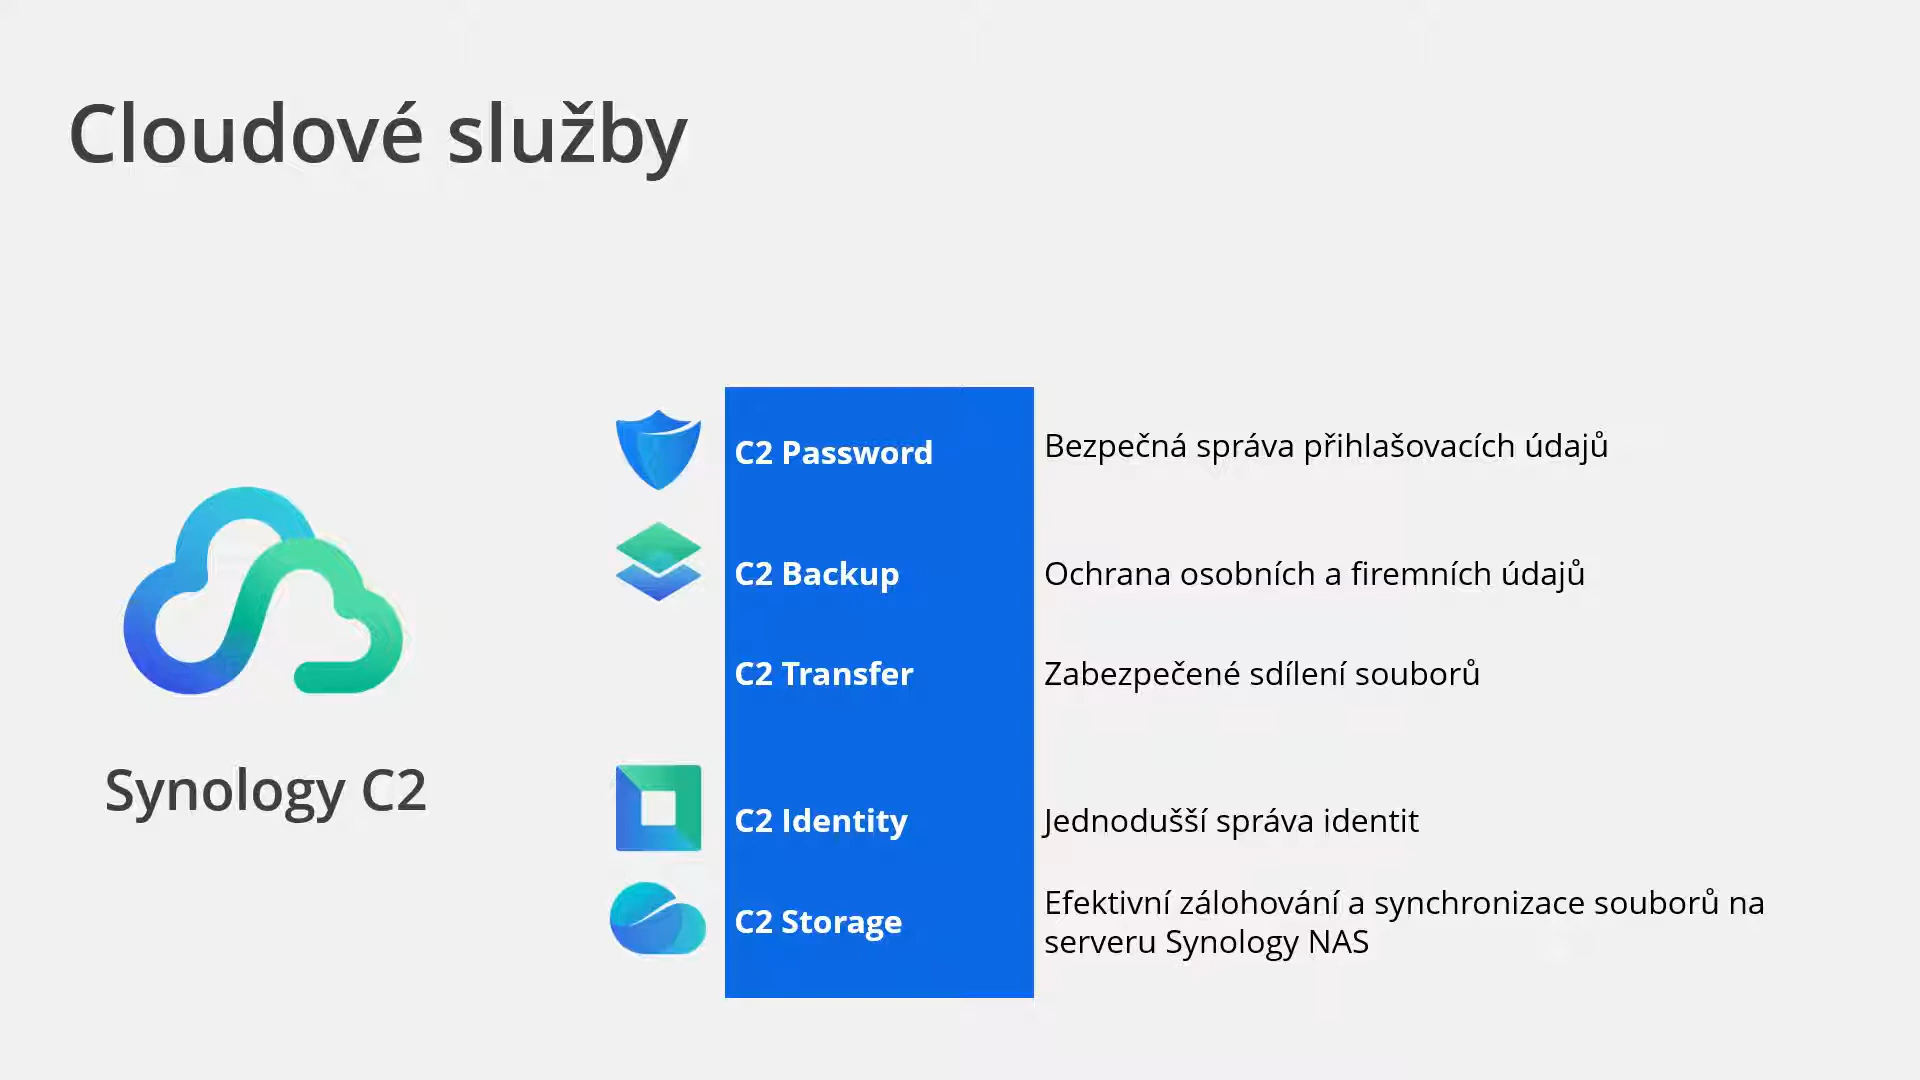 Cloudové služby
C2 Password
Bezpečná správa přihlašovacích údajů
C2 Backup
Ochrana osobních a firemních údajů
C2 Transfer
Zabezpečené sdílení souborů
Synology C2
C2 Identity
Jednodušší správa identit
C2 Storage
Efektivní zálohování a synchronizace souborů na
serveru Synology NAS